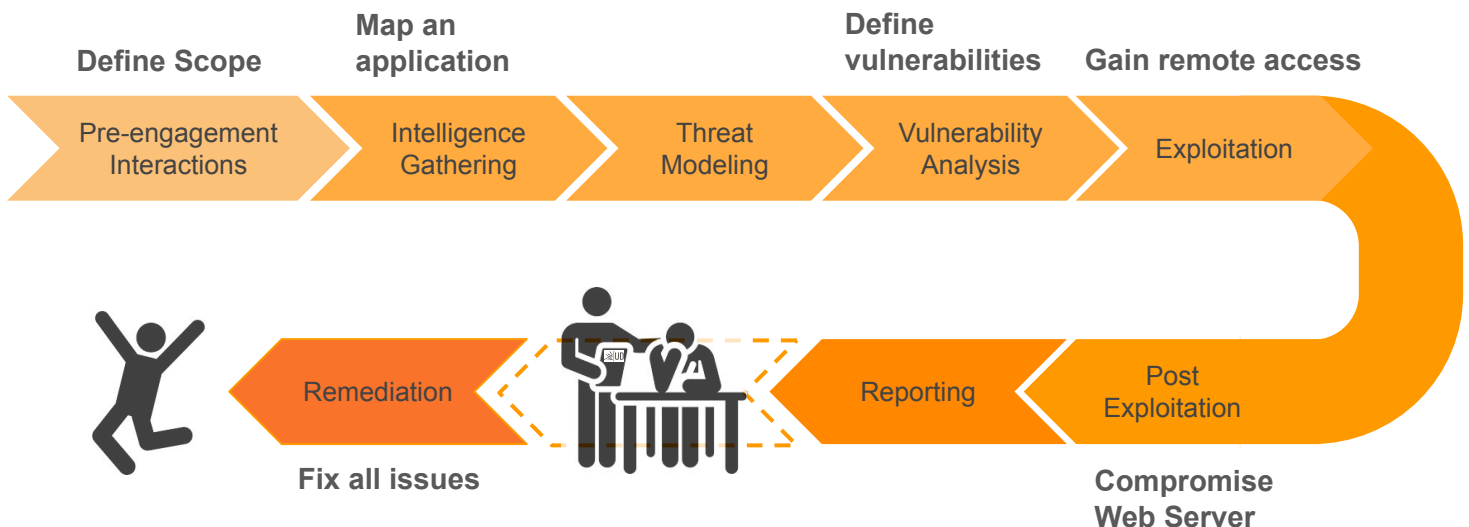 Define Scope
Map an
application
Define
vulnerabilities
Gain remote access
Pre-engagement
Interactions
Intelligence
Gathering
Threat
Modeling
Vulnerability
Analysis
Exploitation
Post
Exploitation
Reporting
Remediation
Compromise
Web Server
Fix all issues